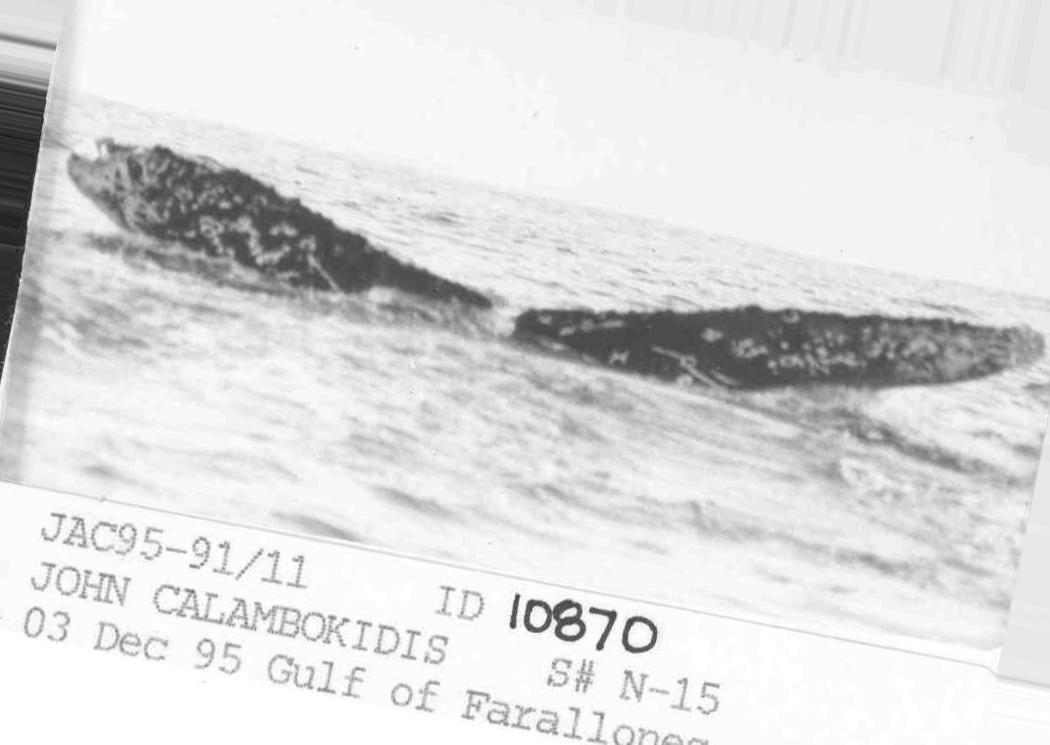 JAC95-91/11
ID 10870
JOHN CALAMBOKIDIS
S# N-15
03 Dec 95 Gulf of Farallones